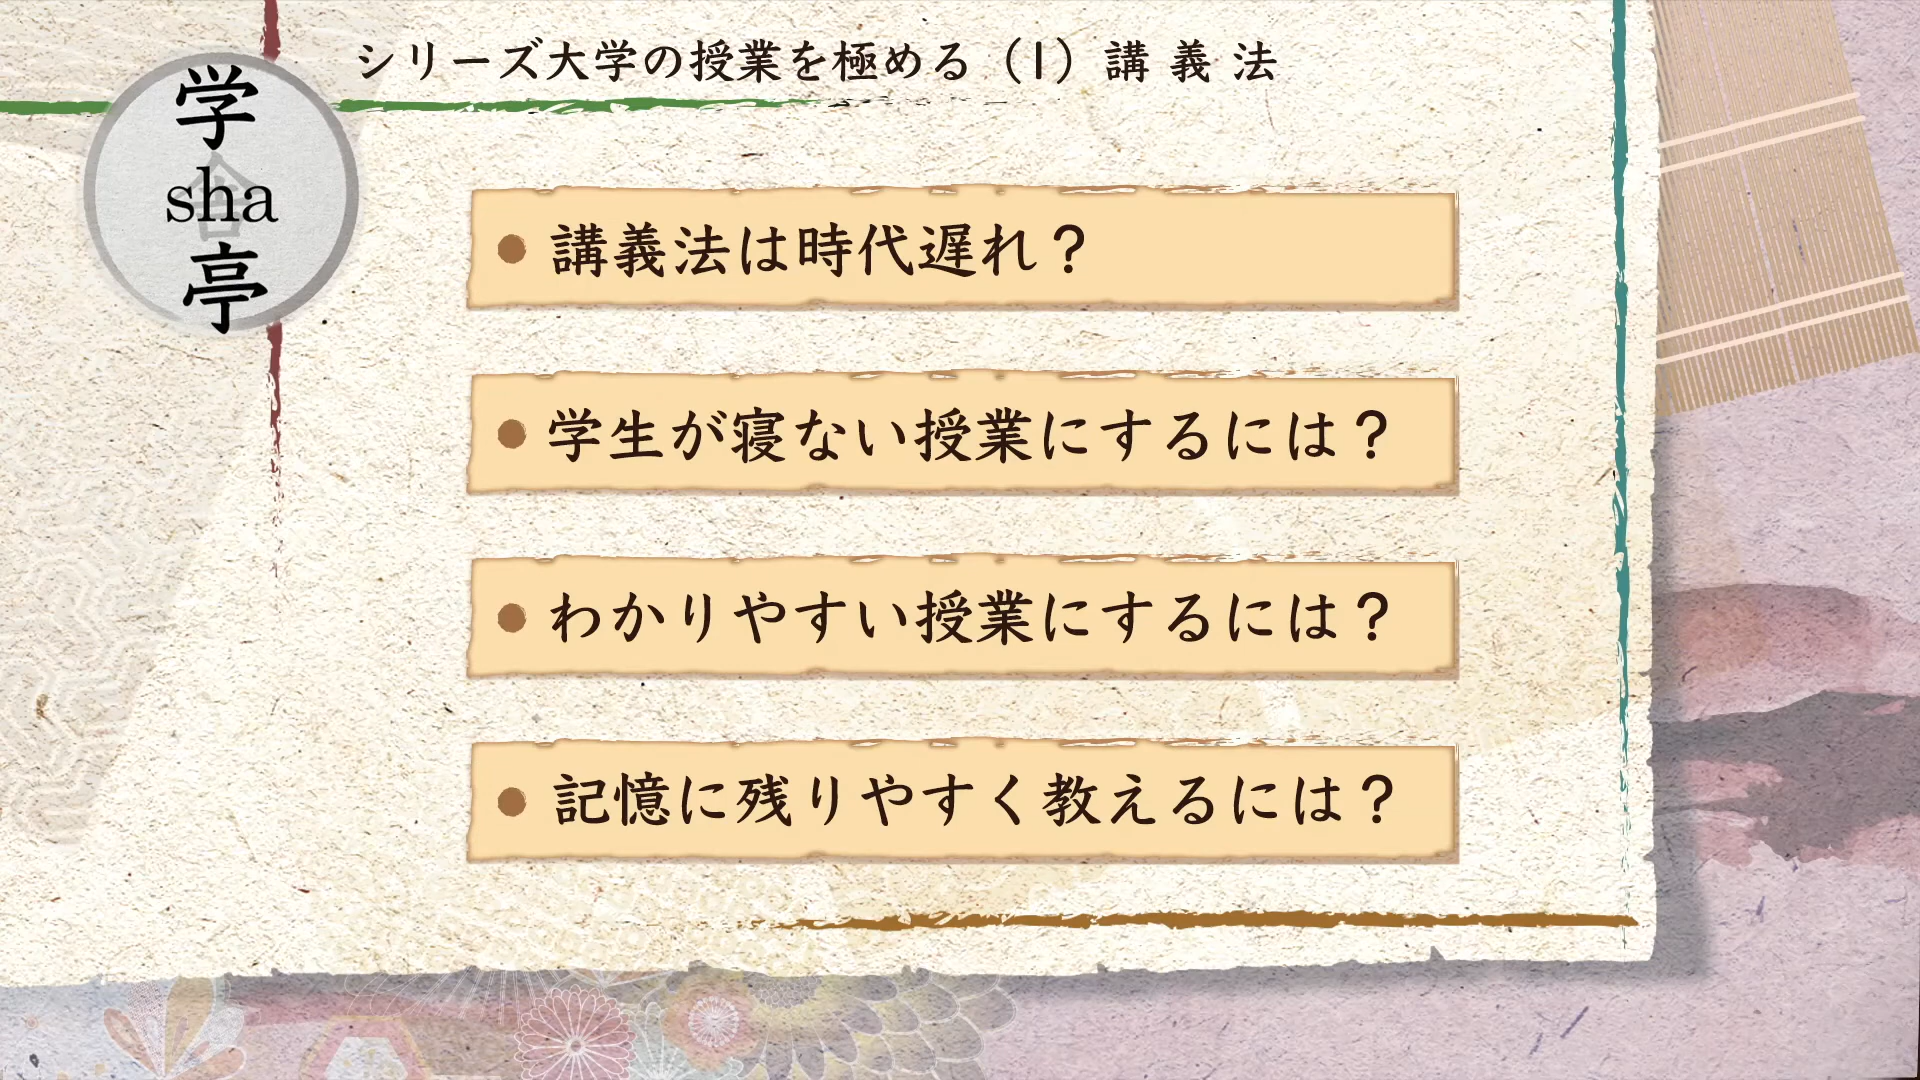 シリーズ大学の授業を極める（1）講 義 法
学
舎
sha
亭
講義法は時代遅れ？
学生が寝ない授業にするには？
わかりやすい授業にするには？
記憶に残りやすく教えるには？